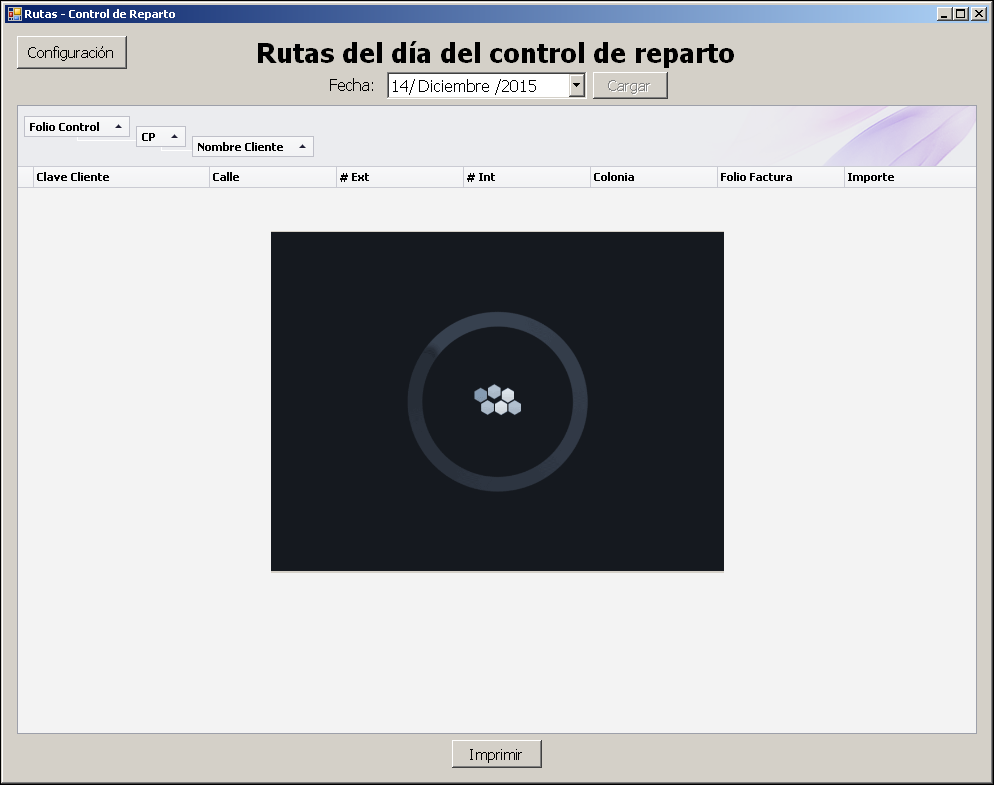 Rutas - Control de Reparto
Configuración
Rutas del día del control de reparto
Fecha: 14/ Diciembre /2015 Cargar
Folio Control
CP
Nombre Cliente
Clave Cliente Calle # Ext # Int Colonia Folio Factura Importe
Imprimir